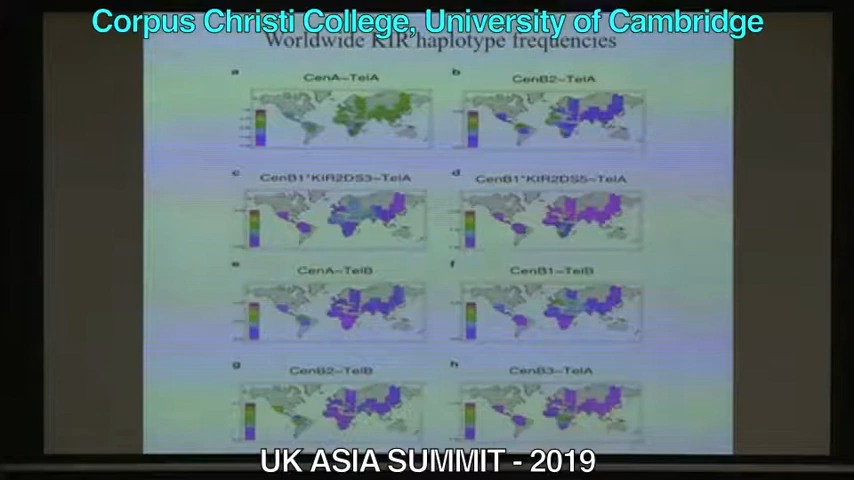 Corpus Christi College, University of Cambridge
Worldwide KIR haplotype frequencies
a CenA-TelA
b CenB2-TelA
c CenB1*KIR2DS3-TelA
d CenB1*KIR2DS5-TelA
e CenA-TelB
f CenB1-TelB
g CenB2-TelB
h CenB3-TelA
UK ASIA SUMMIT - 2019